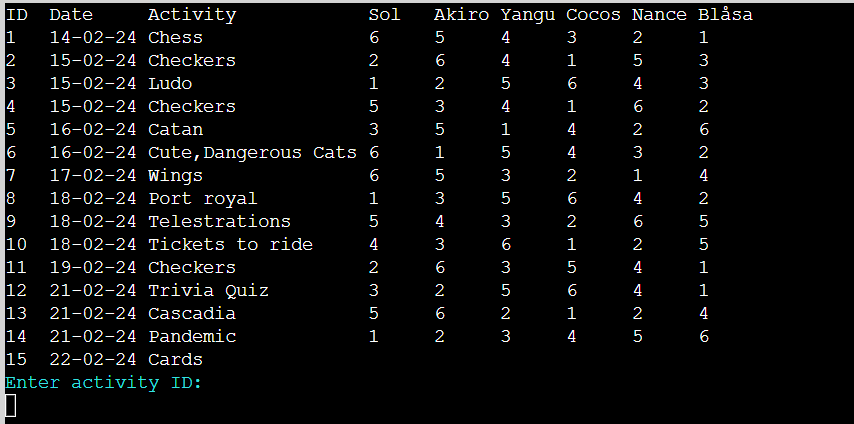 ID  Date     Activity            Sol   Akiro Yangu Cocos Nance Blåsa
1   14-02-24 Chess               6     5     4     3     2     1
2   15-02-24 Checkers            2     6     4     1     5     3
3   15-02-24 Ludo                1     2     5     6     4     3
4   15-02-24 Checkers            5     3     4     1     6     2
5   16-02-24 Catan               3     5     1     4     2     6
6   16-02-24 Cute,Dangerous Cats 6     1     5     4     3     2
7   17-02-24 Wings               6     5     3     2     1     4
8   18-02-24 Port royal          1     3     5     6     4     2
9   18-02-24 Telestrations       5     4     3     2     6     5
10  18-02-24 Tickets to ride     4     3     6     1     2     5
11  19-02-24 Checkers            2     6     3     5     4     1
12  21-02-24 Trivia Quiz         3     2     5     6     4     1
13  21-02-24 Cascadia            5     6     2     1     2     4
14  21-02-24 Pandemic            1     2     3     4     5     6
15  22-02-24 Cards
Enter activity ID: